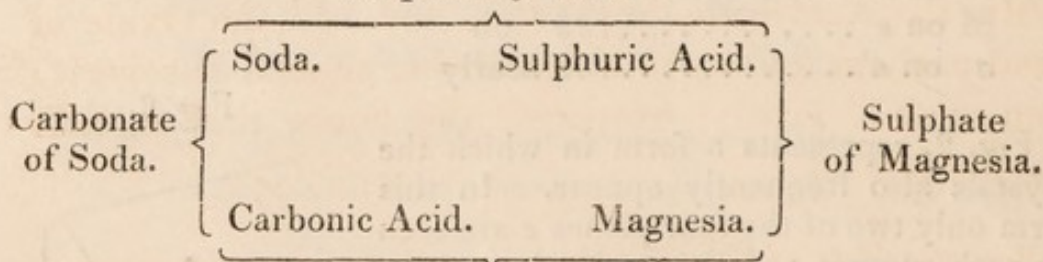 Soda. Sulphuric Acid.
Carbonate Sulphate
of Soda. of Magnesia.
Carbonic Acid. Magnesia.